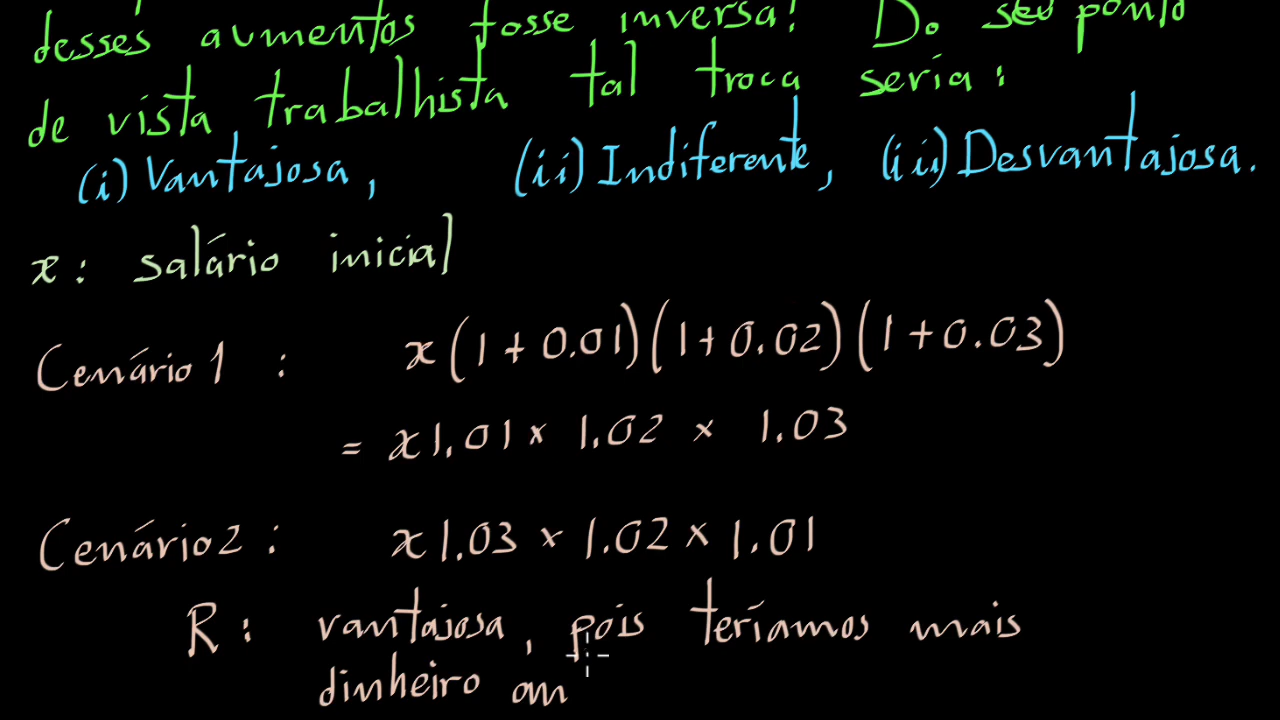 desses aumentos fosse inversa? Do seu ponto
de vista trabalhista tal troca seria:
(i) Vantajosa, (ii) Indiferente, (iii) Desvantajosa.
x: salário inicial
Cenário 1 : x(1+0.01)(1+0.02)(1+0.03)
= x1.01 × 1.02 × 1.03
Cenário 2 : x1.03 × 1.02 × 1.01
R: vantajosa, pois teríamos mais
dinheiro an